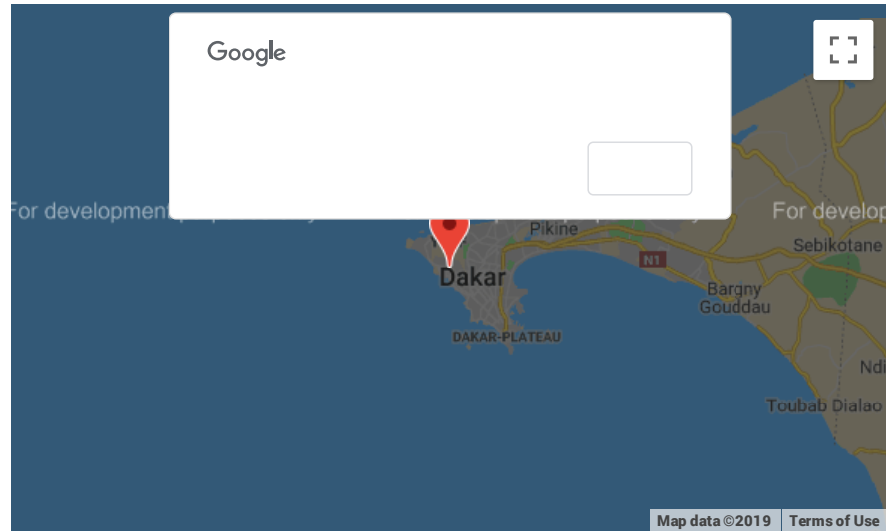 Google
For development
For develop
Pikine
Sebikotane
N1
Dakar
Bargny
Gouddau
DAKAR-PLATEAU
Ndi
Toubab Dialao
Map data ©2019
Terms of Use